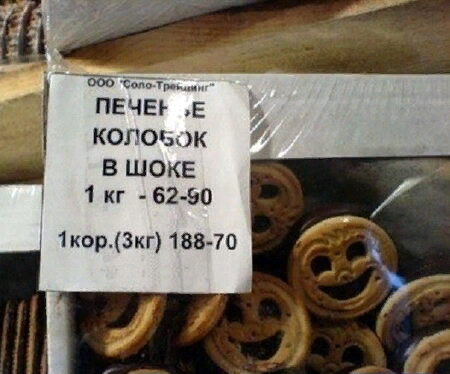 ООО "Соло-Трейдинг"
ПЕЧЕНЬЕ
КОЛОБОК
В ШОКЕ
1 кг - 62-90
1кор.(3кг) 188-70